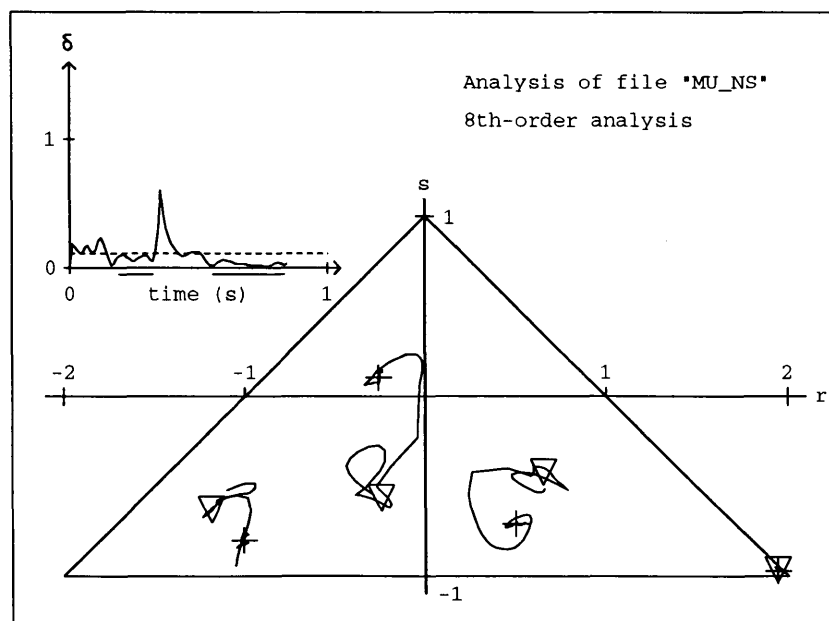 δ
Analysis of file "MU_NS"
8th-order analysis
1
s
1
0
0
time (s)
1
-2
-1
1
2
r
-1